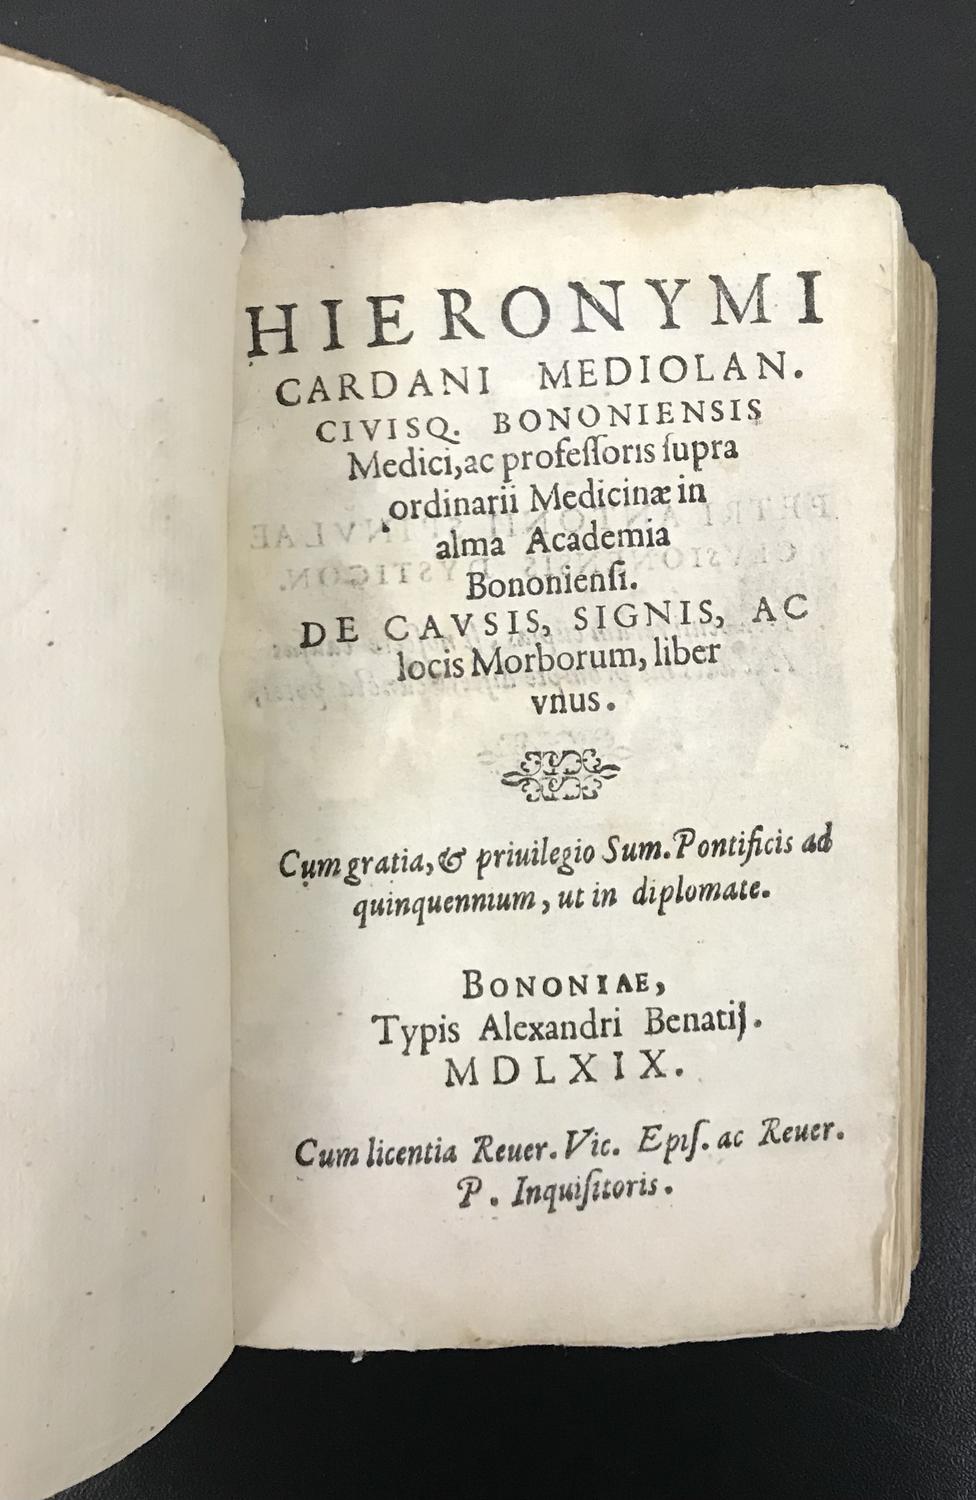 HIERONYMI
CARDANI MEDIOLAN.
CIVISQ. BONONIENSIS
Medici, ac profeſſoris ſupra
ordinarii Medicinæ in
alma Academia
Bononienſi.
DE CAVSIS, SIGNIS, AC
locis Morborum, liber
vnus.
Cum gratia, & priuilegio Sum. Pontificis ad
quinquennium, ut in diplomate.
BONONIAE,
Typis Alexandri Benatij.
MDLXIX.
Cum licentia Reuer. Vic. Epiſ. ac Reuer.
P. Inquiſitoris.